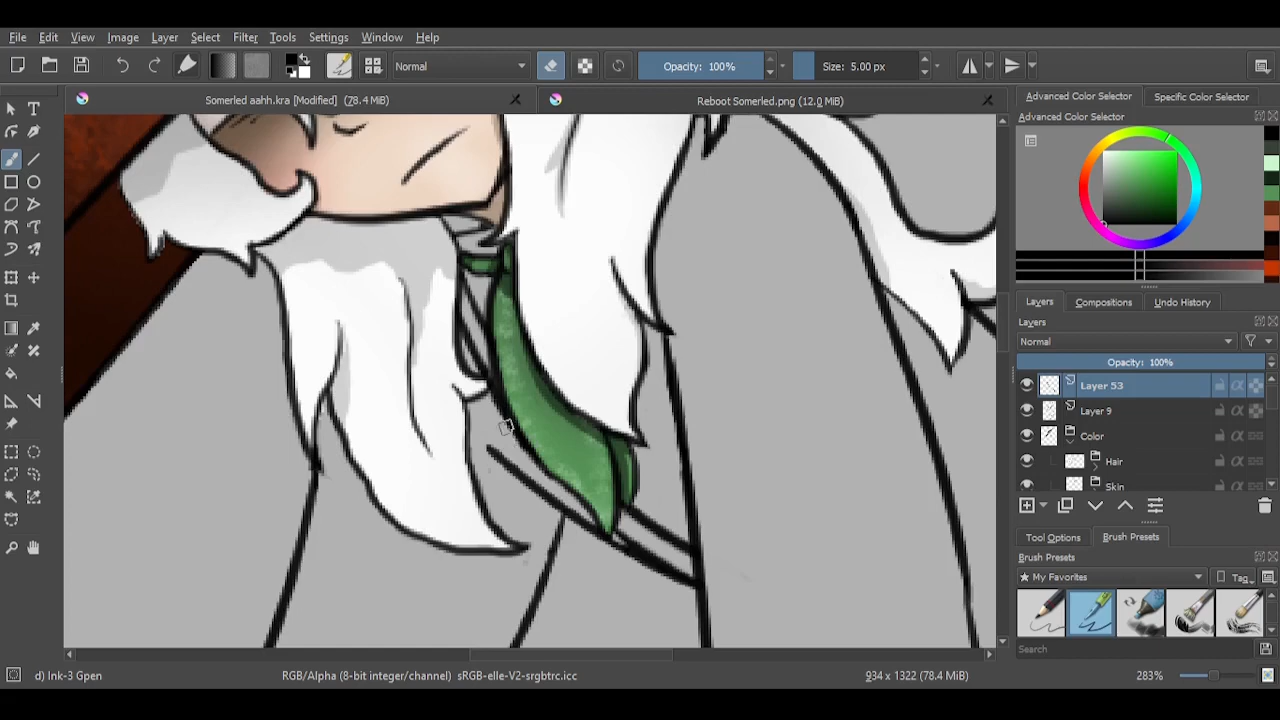 File Edit View Image Layer Select Filter Tools Settings Window Help
Normal Opacity: 100% Size: 5.00 px
Somerled aahh.kra [Modified] (78.4 MiB) Reboot Somerled.png (12.0 MiB)
Advanced Color Selector Specific Color Selector
Advanced Color Selector
Layers Compositions Undo History
Layers
Normal
Opacity: 100%
Layer 53
Layer 9
Color
Hair
Skin
Tool Options Brush Presets
Brush Presets
★ My Favorites Tag
Search
d) Ink-3 Gpen RGB/Alpha (8-bit integer/channel) sRGB-elle-V2-srgbtrc.icc 934 x 1322 (78.4 MiB) 283%